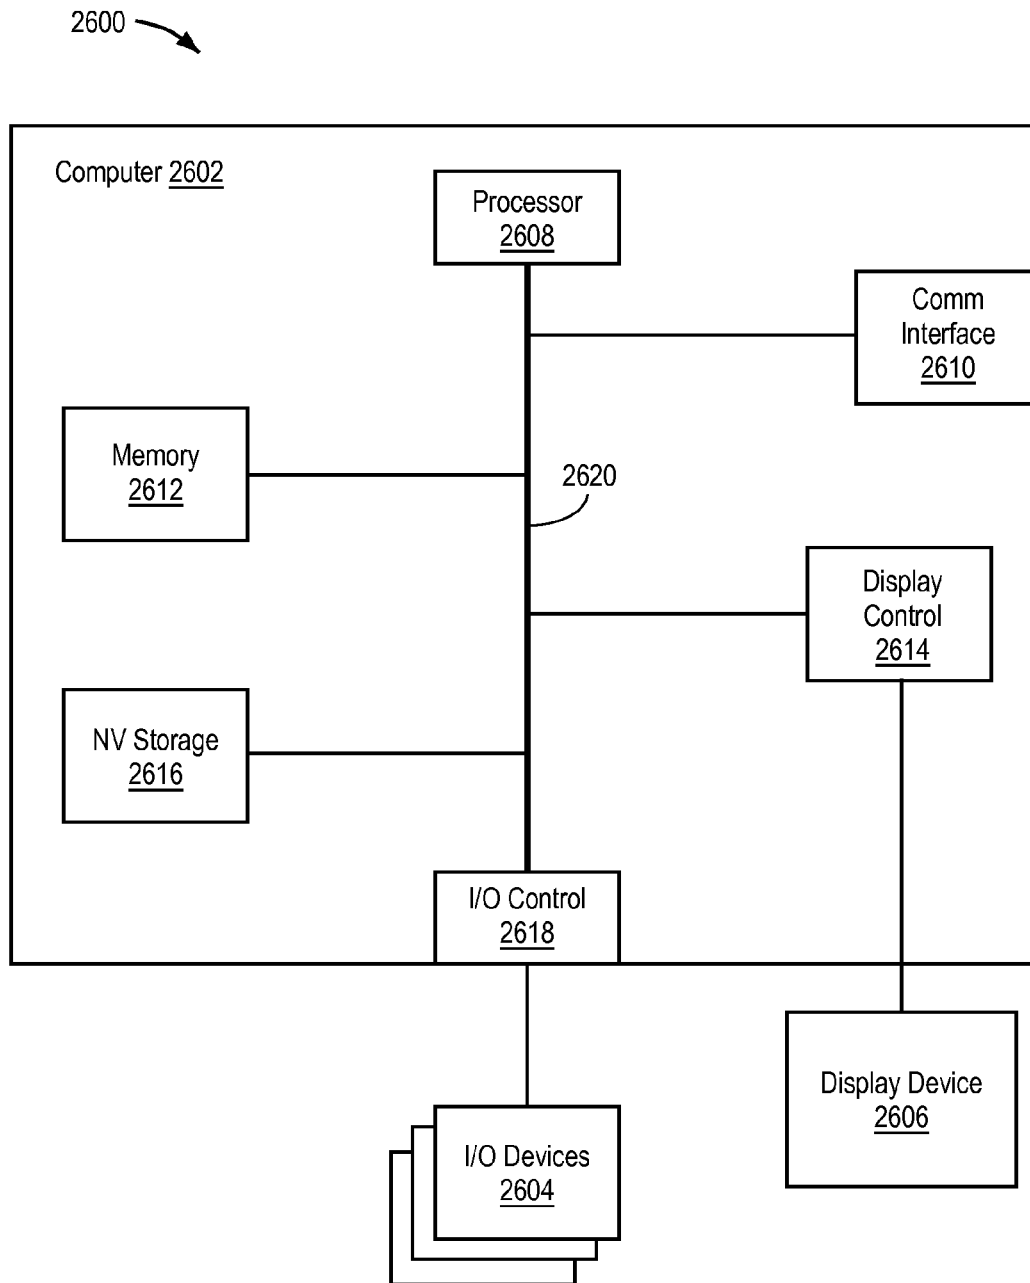 2600
Computer 2602
Processor
2608
Comm
Interface
2610
Memory
2612
2620
Display
Control
2614
NV Storage
2616
I/O Control
2618
Display Device
2606
I/O Devices
2604